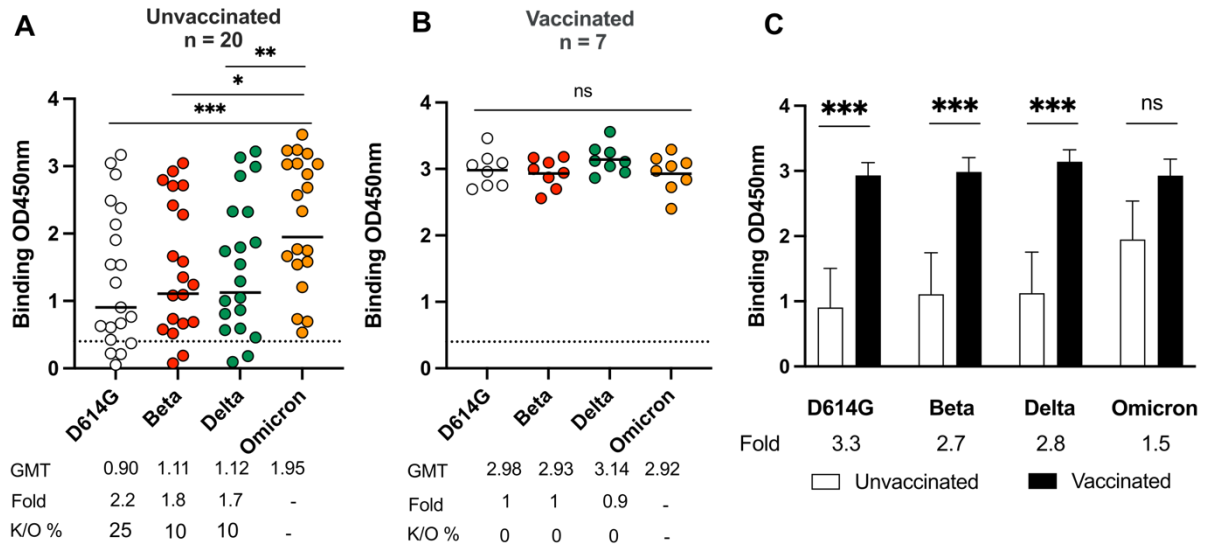 A
Unvaccinated
n = 20
**
*
***
Binding OD450nm
4
3
2
1
0
D614G
Beta
Delta
Omicron
GMT 0.90 1.11 1.12 1.95
Fold 2.2 1.8 1.7 -
K/O % 25 10 10 -
B
Vaccinated
n = 7
ns
Binding OD450nm
4
3
2
1
0
D614G
Beta
Delta
Omicron
GMT 2.98 2.93 3.14 2.92
Fold 1 1 0.9 -
K/O % 0 0 0 -
C
*** *** *** ns
Binding OD450nm
4
3
2
1
0
D614G Beta Delta Omicron
Fold 3.3 2.7 2.8 1.5
Unvaccinated Vaccinated